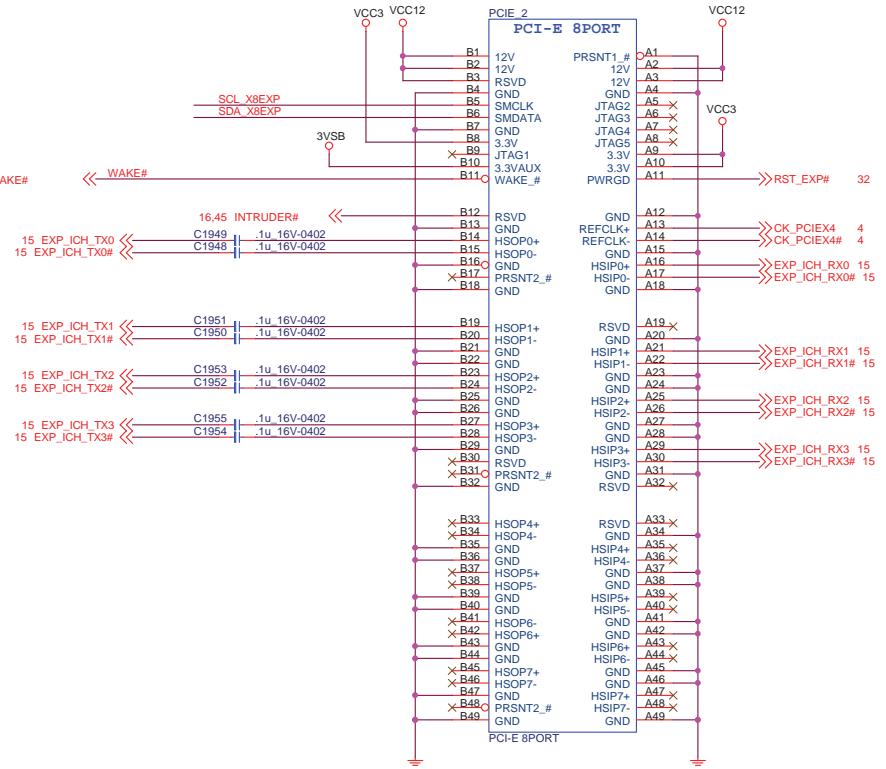 VCC3 VCC12 PCIE_2 VCC12
PCI-E 8PORT
B1 12V PRSNT1_# A1
B2 12V 12V A2
B3 RSVD 12V A3
B4 GND GND A4
SCL_X8EXP B5 SMCLK JTAG2 A5
SDA_X8EXP B6 SMDATA JTAG3 A6
B7 GND JTAG4 A7
VCC3
B8 3.3V JTAG5 A8
3VSB
B9 JTAG1 3.3V A9
B10 3.3VAUX 3.3V A10
AKE# WAKE# B11 WAKE_# PWRGD A11 RST_EXP# 32
16,45 INTRUDER# B12 RSVD GND A12
B13 GND REFCLK+ A13 CK_PCIEX4 4
15 EXP_ICH_TX0 C1949 .1u_16V-0402 B14 HSOP0+ REFCLK- A14 CK_PCIEX4# 4
15 EXP_ICH_TX0# C1948 .1u_16V-0402 B15 HSOP0- GND A15
B16 GND HSIP0+ A16 EXP_ICH_RX0 15
B17 PRSNT2_# HSIP0- A17 EXP_ICH_RX0# 15
B18 GND GND A18
15 EXP_ICH_TX1 C1951 .1u_16V-0402 B19 HSOP1+ RSVD A19
15 EXP_ICH_TX1# C1950 .1u_16V-0402 B20 HSOP1- GND A20
B21 GND HSIP1+ A21 EXP_ICH_RX1 15
B22 GND HSIP1- A22 EXP_ICH_RX1# 15
15 EXP_ICH_TX2 C1953 .1u_16V-0402 B23 HSOP2+ GND A23
15 EXP_ICH_TX2# C1952 .1u_16V-0402 B24 HSOP2- GND A24
B25 GND HSIP2+ A25 EXP_ICH_RX2 15
B26 GND HSIP2- A26 EXP_ICH_RX2# 15
15 EXP_ICH_TX3 C1955 .1u_16V-0402 B27 HSOP3+ GND A27
15 EXP_ICH_TX3# C1954 .1u_16V-0402 B28 HSOP3- GND A28
B29 GND HSIP3+ A29 EXP_ICH_RX3 15
B30 RSVD HSIP3- A30 EXP_ICH_RX3# 15
B31 PRSNT2_# GND A31
B32 GND RSVD A32
B33 HSOP4+ RSVD A33
B34 HSOP4- GND A34
B35 GND HSIP4+ A35
B36 GND HSIP4- A36
B37 HSOP5+ GND A37
B38 HSOP5- GND A38
B39 GND HSIP5+ A39
B40 GND HSIP5- A40
B41 HSOP6- GND A41
B42 HSOP6+ GND A42
B43 GND HSIP6+ A43
B44 GND HSIP6- A44
B45 HSOP7+ GND A45
B46 HSOP7- GND A46
B47 GND HSIP7+ A47
B48 PRSNT2_# HSIP7- A48
B49 GND GND A49
PCI-E 8PORT